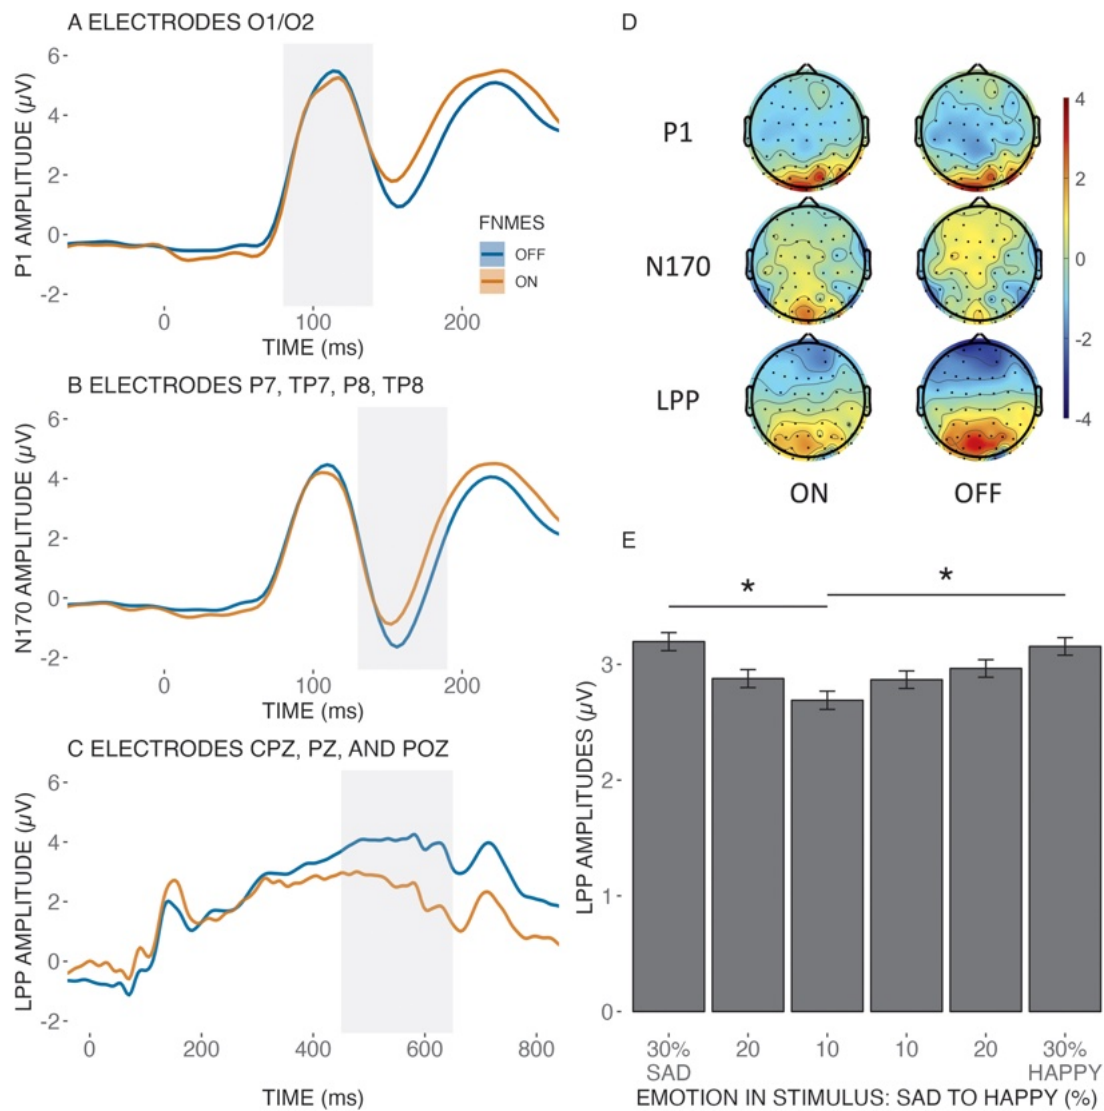 A ELECTRODES O1/O2
P1 AMPLITUDE (µV)
6
4
2
0
-2
0 100 200
TIME (ms)
FNMES
OFF
ON
B ELECTRODES P7, TP7, P8, TP8
N170 AMPLITUDE (µV)
6
4
2
0
-2
0 100 200
TIME (ms)
C ELECTRODES CPZ, PZ, AND POZ
LPP AMPLITUDE (µV)
6
4
2
0
-2
0 200 400 600 800
TIME (ms)
D
P1
N170
LPP
ON OFF
4
2
0
-2
-4
E
* *
LPP AMPLITUDES (µV)
3
2
1
0
30% 20 10 10 20 30%
SAD HAPPY
EMOTION IN STIMULUS: SAD TO HAPPY (%)